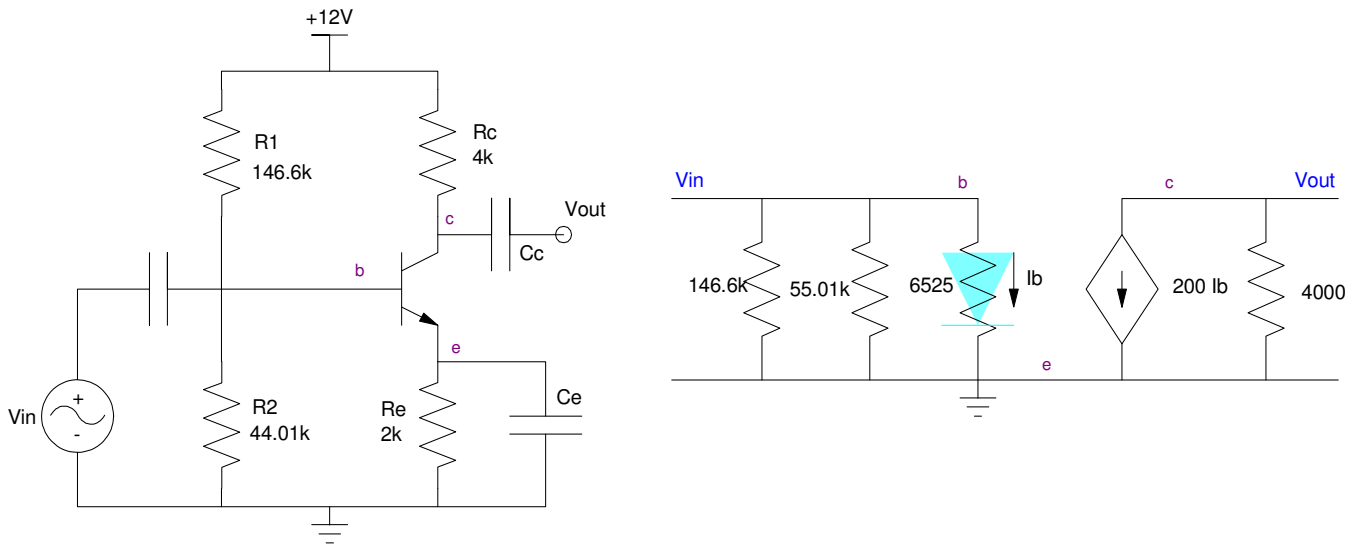 +12V
R1
146.6k
Rc
4k
c
Vout
Cc
b
e
Vin
+
-
R2
44.01k
Re
2k
Ce
Vin
b
c
Vout
146.6k
55.01k
6525
Ib
200 Ib
4000
e